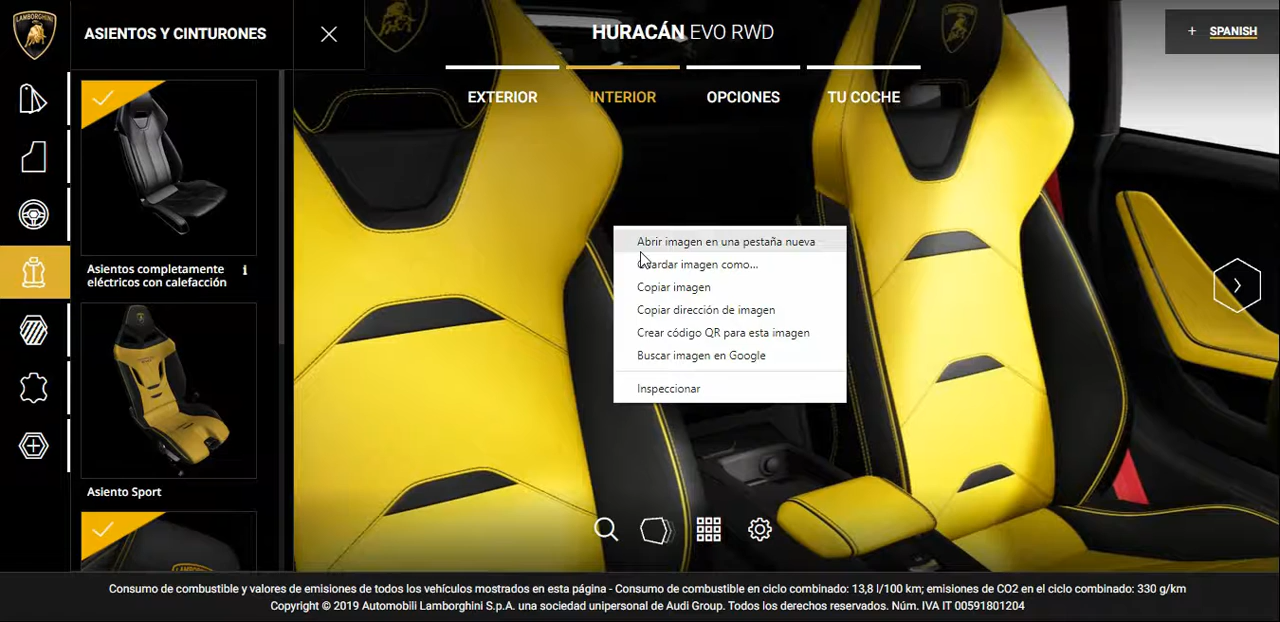 LAMBORGHINI
ASIENTOS Y CINTURONES
HURACÁN EVO RWD
+ SPANISH
EXTERIOR
INTERIOR
OPCIONES
TU COCHE
Asientos completamente
eléctricos con calefacción
i
Asiento Sport
Abrir imagen en una pestaña nueva
Guardar imagen como...
Copiar imagen
Copiar dirección de imagen
Crear código QR para esta imagen
Buscar imagen en Google
Inspeccionar
Consumo de combustible y valores de emisiones de todos los vehículos mostrados en esta página - Consumo de combustible en ciclo combinado: 13,8 l/100 km; emisiones de CO2 en el ciclo combinado: 330 g/km
Copyright © 2019 Automobili Lamborghini S.p.A. una sociedad unipersonal de Audi Group. Todos los derechos reservados. Núm. IVA IT 00591801204